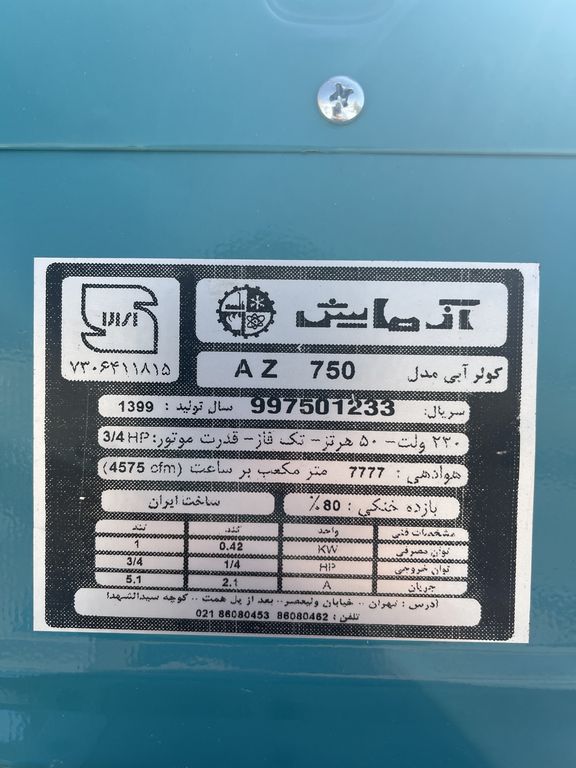 آزمایش
ایران
۷۳۰۶۴۱۱۸۱۵
کولر آبی مدل AZ 750
سریال: 997501233 سال تولید : 1399
۲۳۰ ولت- ۵۰ هرتز- تک فاز- قدرت موتور: 3/4 HP
هوادهی : 7777 متر مکعب بر ساعت (4575 cfm)
بازده خنکی : 80٪
ساخت ایران
مشخصات فنی واحد کند تند
توان مصرفی KW 0.42 1
توان خروجی HP 1/4 3/4
جریان A 2.1 5.1
آدرس : تهران .. خیابان ولیعصر.. بعد از پل همت .. کوچه سیدالشهدا
تلفن : 86080462 86080453 021